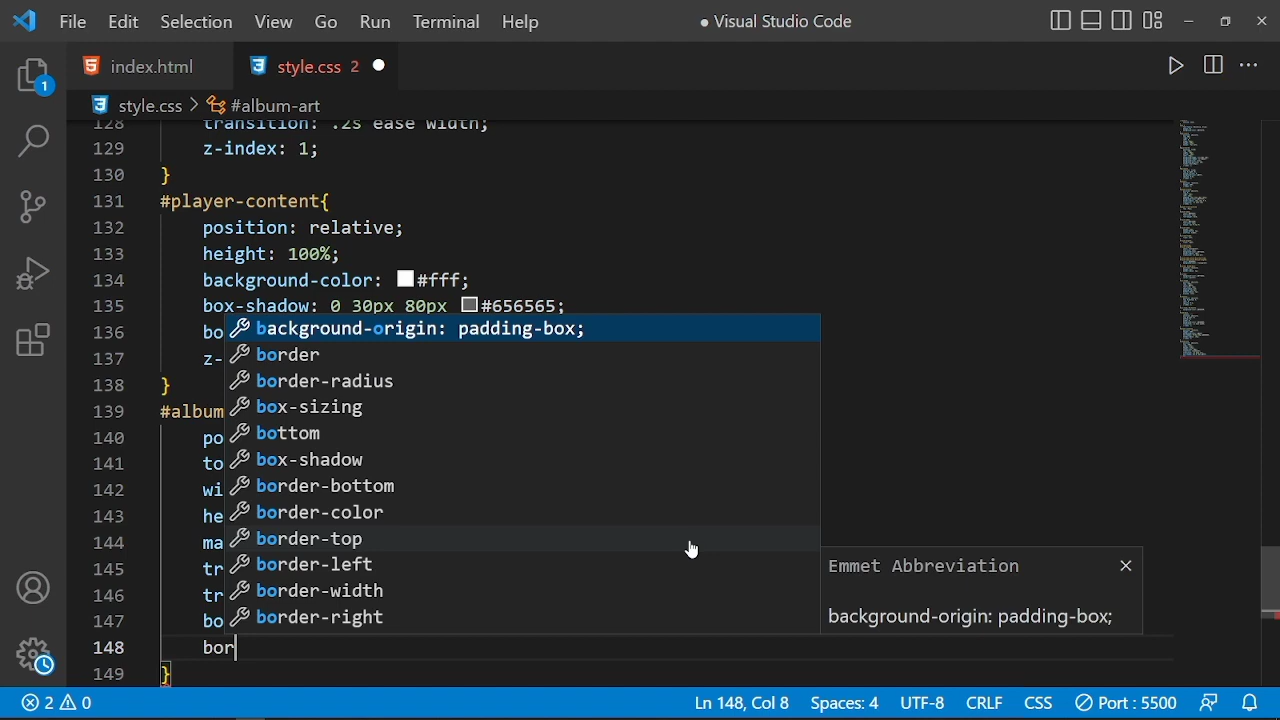 File Edit Selection View Go Run Terminal Help ● Visual Studio Code
1
index.html style.css 2
style.css > #album-art
128 transition: .2s ease width;
129 z-index: 1;
130 }
131 #player-content{
132 position: relative;
133 height: 100%;
134 background-color: #fff;
135 box-shadow: 0 30px 80px #656565;
136 bo
background-origin: padding-box;
137 z-
border
138 }
border-radius
139 #album
box-sizing
140 po
bottom
141 to
box-shadow
142 wi
border-bottom
143 he
border-color
144 ma
border-top
145 tr
border-left
Emmet Abbreviation
146 tr
border-width
147 bo
border-right
background-origin: padding-box;
148 bor
149 }
2 0 Ln 148, Col 8 Spaces: 4 UTF-8 CRLF CSS Port : 5500